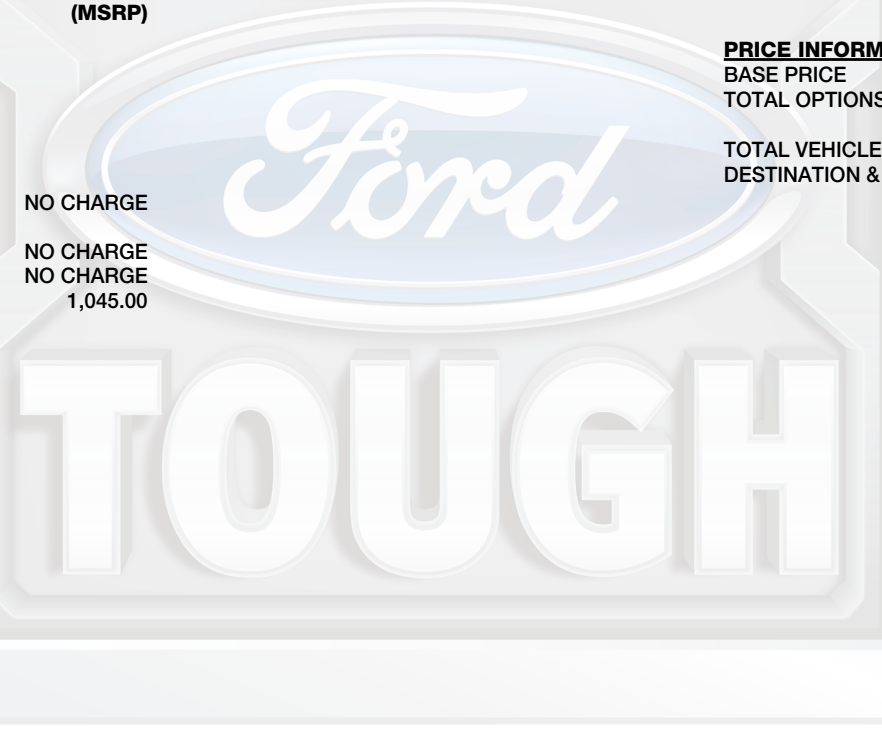 (MSRP)
PRICE INFORM
BASE PRICE
TOTAL OPTIONS
TOTAL VEHICLE
DESTINATION &
NO CHARGE
NO CHARGE
NO CHARGE
1,045.00
Ford
TOUGH